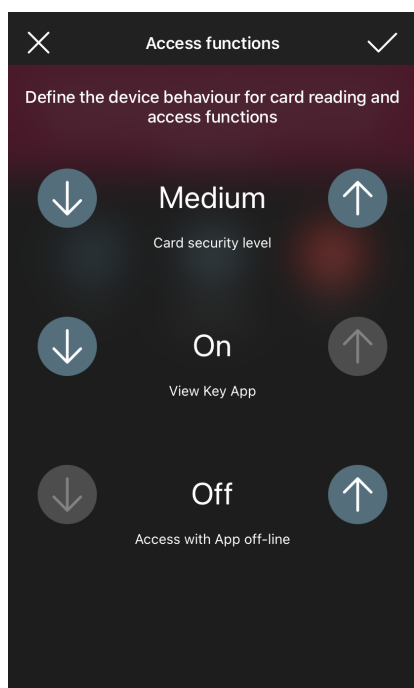 Access functions
Define the device behaviour for card reading and
access functions
Medium
Card security level
On
View Key App
Off
Access with App off-line